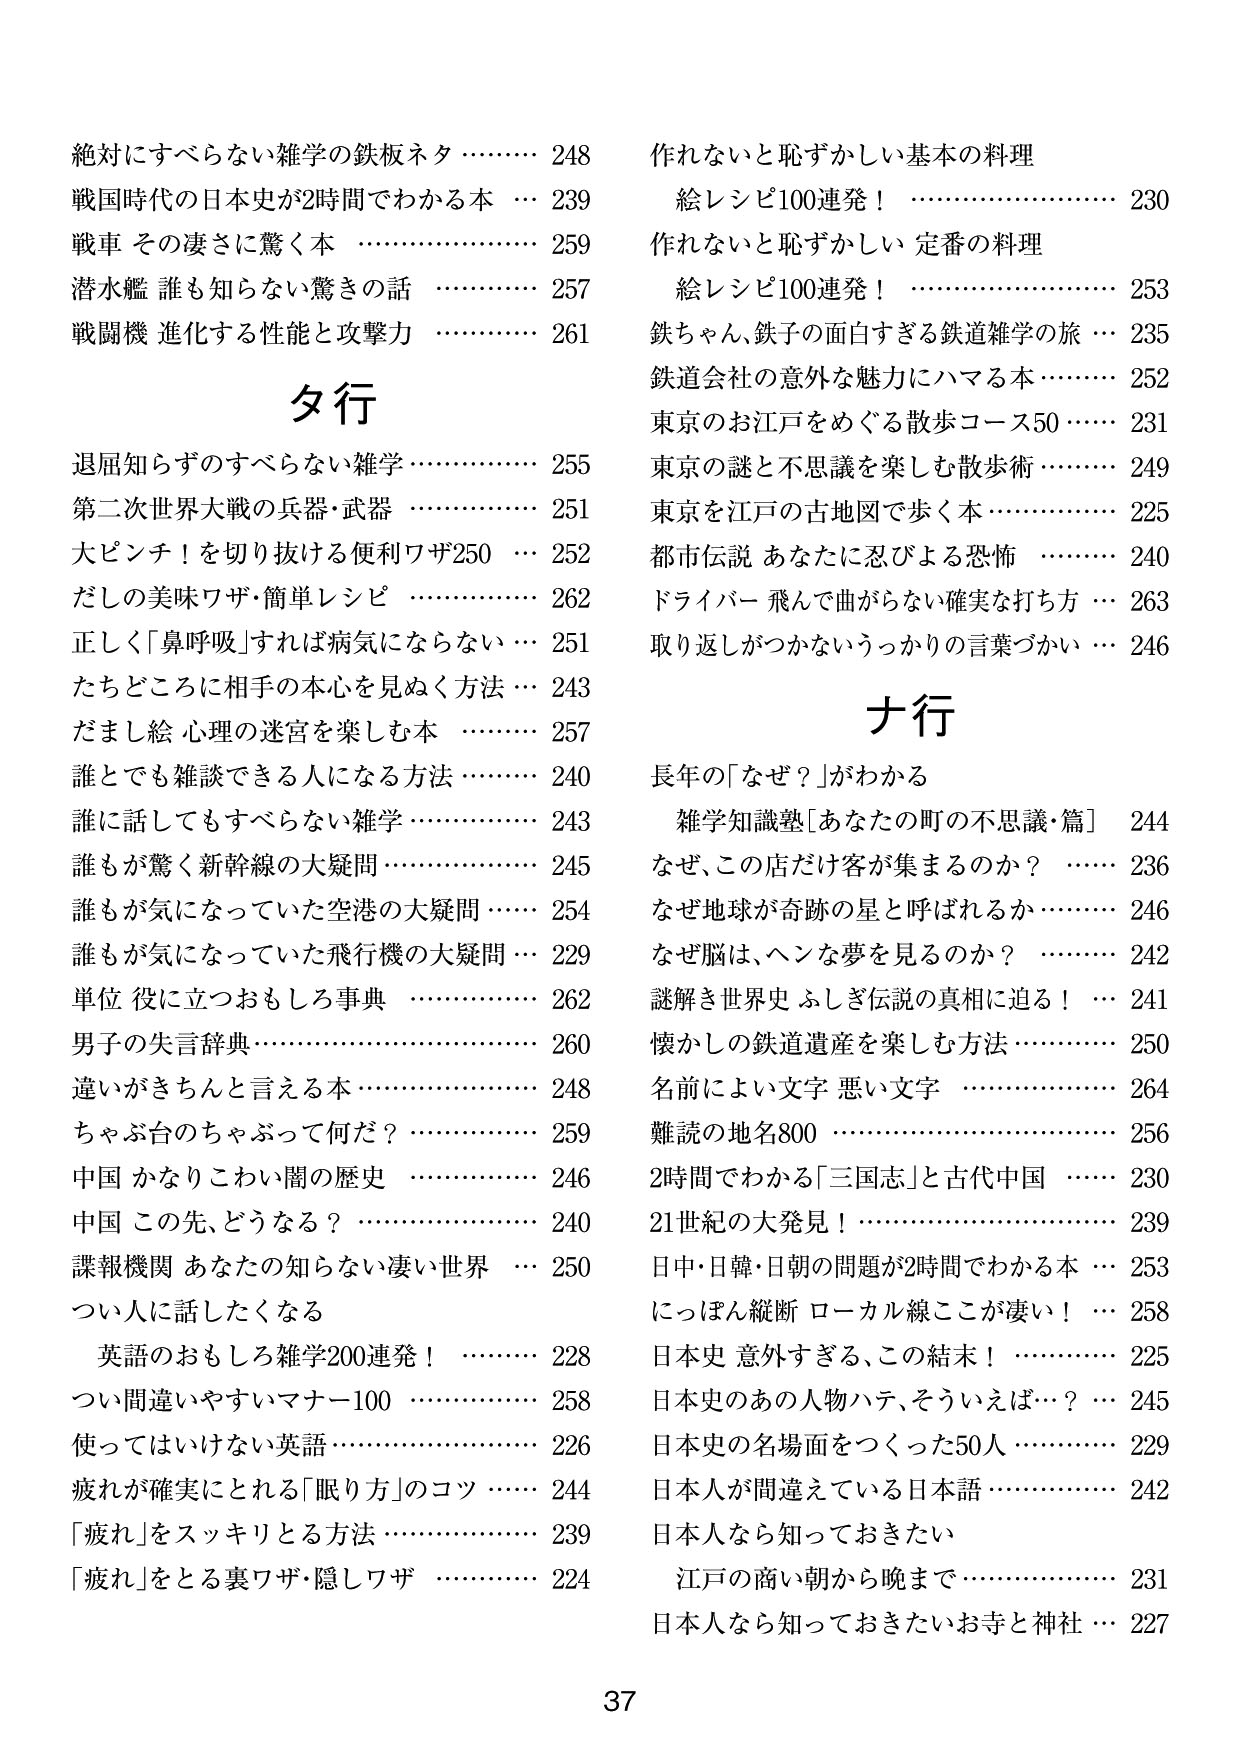 絶対にすべらない雑学の鉄板ネタ ……… 248
戦国時代の日本史が2時間でわかる本 … 239
戦車 その凄さに驚く本 ………………… 259
潜水艦 誰も知らない驚きの話 ………… 257
戦闘機 進化する性能と攻撃力 ………… 261
タ行
退屈知らずのすべらない雑学 …………… 255
第二次世界大戦の兵器・武器 …………… 251
大ピンチ！を切り抜ける便利ワザ250 … 252
だしの美味ワザ・簡単レシピ …………… 262
正しく「鼻呼吸」すれば病気にならない … 251
たちどころに相手の本心を見ぬく方法 … 243
だまし絵 心理の迷宮を楽しむ本 ……… 257
誰とでも雑談できる人になる方法 ……… 240
誰に話してもすべらない雑学 …………… 243
誰もが驚く新幹線の大疑問 ……………… 245
誰もが気になっていた空港の大疑問 …… 254
誰もが気になっていた飛行機の大疑問 … 229
単位 役に立つおもしろ事典 …………… 262
男子の失言辞典 …………………………… 260
違いがきちんと言える本 ………………… 248
ちゃぶ台のちゃぶって何だ？ …………… 259
中国 かなりこわい闇の歴史 …………… 246
中国 この先、どうなる？ ………………… 240
諜報機関 あなたの知らない凄い世界 … 250
つい人に話したくなる
英語のおもしろ雑学200連発！ ……… 228
つい間違いやすいマナー100 …………… 258
使ってはいけない英語 …………………… 226
疲れが確実にとれる「眠り方」のコツ …… 244
「疲れ」をスッキリとる方法 ……………… 239
「疲れ」をとる裏ワザ・隠しワザ ………… 224
作れないと恥ずかしい基本の料理
絵レシピ100連発！ …………………… 230
作れないと恥ずかしい 定番の料理
絵レシピ100連発！ …………………… 253
鉄ちゃん、鉄子の面白すぎる鉄道雑学の旅 … 235
鉄道会社の意外な魅力にハマる本 ……… 252
東京のお江戸をめぐる散歩コース50 …… 231
東京の謎と不思議を楽しむ散歩術 ……… 249
東京を江戸の古地図で歩く本 …………… 225
都市伝説 あなたに忍びよる恐怖 ……… 240
ドライバー 飛んで曲がらない確実な打ち方 … 263
取り返しがつかないうっかりの言葉づかい … 246
ナ行
長年の「なぜ？」がわかる
雑学知識塾［あなたの町の不思議・篇］ 244
なぜ、この店だけ客が集まるのか？ …… 236
なぜ地球が奇跡の星と呼ばれるか ……… 246
なぜ脳は、ヘンな夢を見るのか？ ……… 242
謎解き世界史 ふしぎ伝説の真相に迫る！ … 241
懐かしの鉄道遺産を楽しむ方法 ………… 250
名前によい文字 悪い文字 ……………… 264
難読の地名800 …………………………… 256
2時間でわかる「三国志」と古代中国 …… 230
21世紀の大発見！ ………………………… 239
日中・日韓・日朝の問題が2時間でわかる本 … 253
にっぽん縦断 ローカル線ここが凄い！ … 258
日本史 意外すぎる、この結末！ ………… 225
日本史のあの人物ハテ、そういえば…？ … 245
日本史の名場面をつくった50人 ………… 229
日本人が間違えている日本語 …………… 242
日本人なら知っておきたい
江戸の商い朝から晩まで ……………… 231
日本人なら知っておきたいお寺と神社 … 227
37